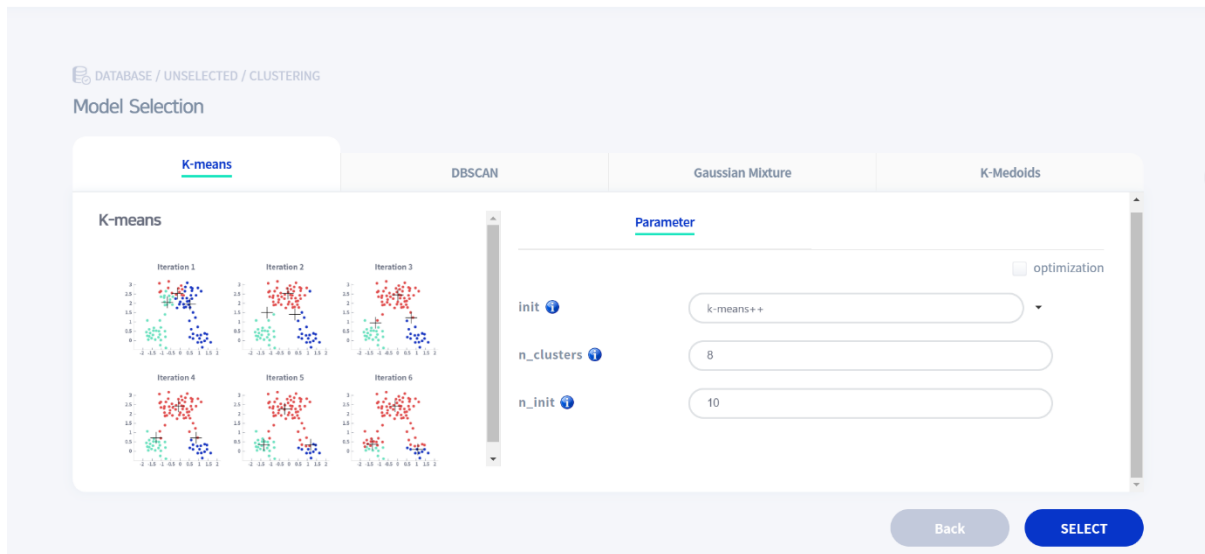 DATABASE / UNSELECTED / CLUSTERING
Model Selection
K-means
DBSCAN
Gaussian Mixture
K-Medoids
K-means
Parameter
Iteration 1
Iteration 2
Iteration 3
Iteration 4
Iteration 5
Iteration 6
optimization
init
k-means++
n_clusters
8
n_init
10
Back
SELECT